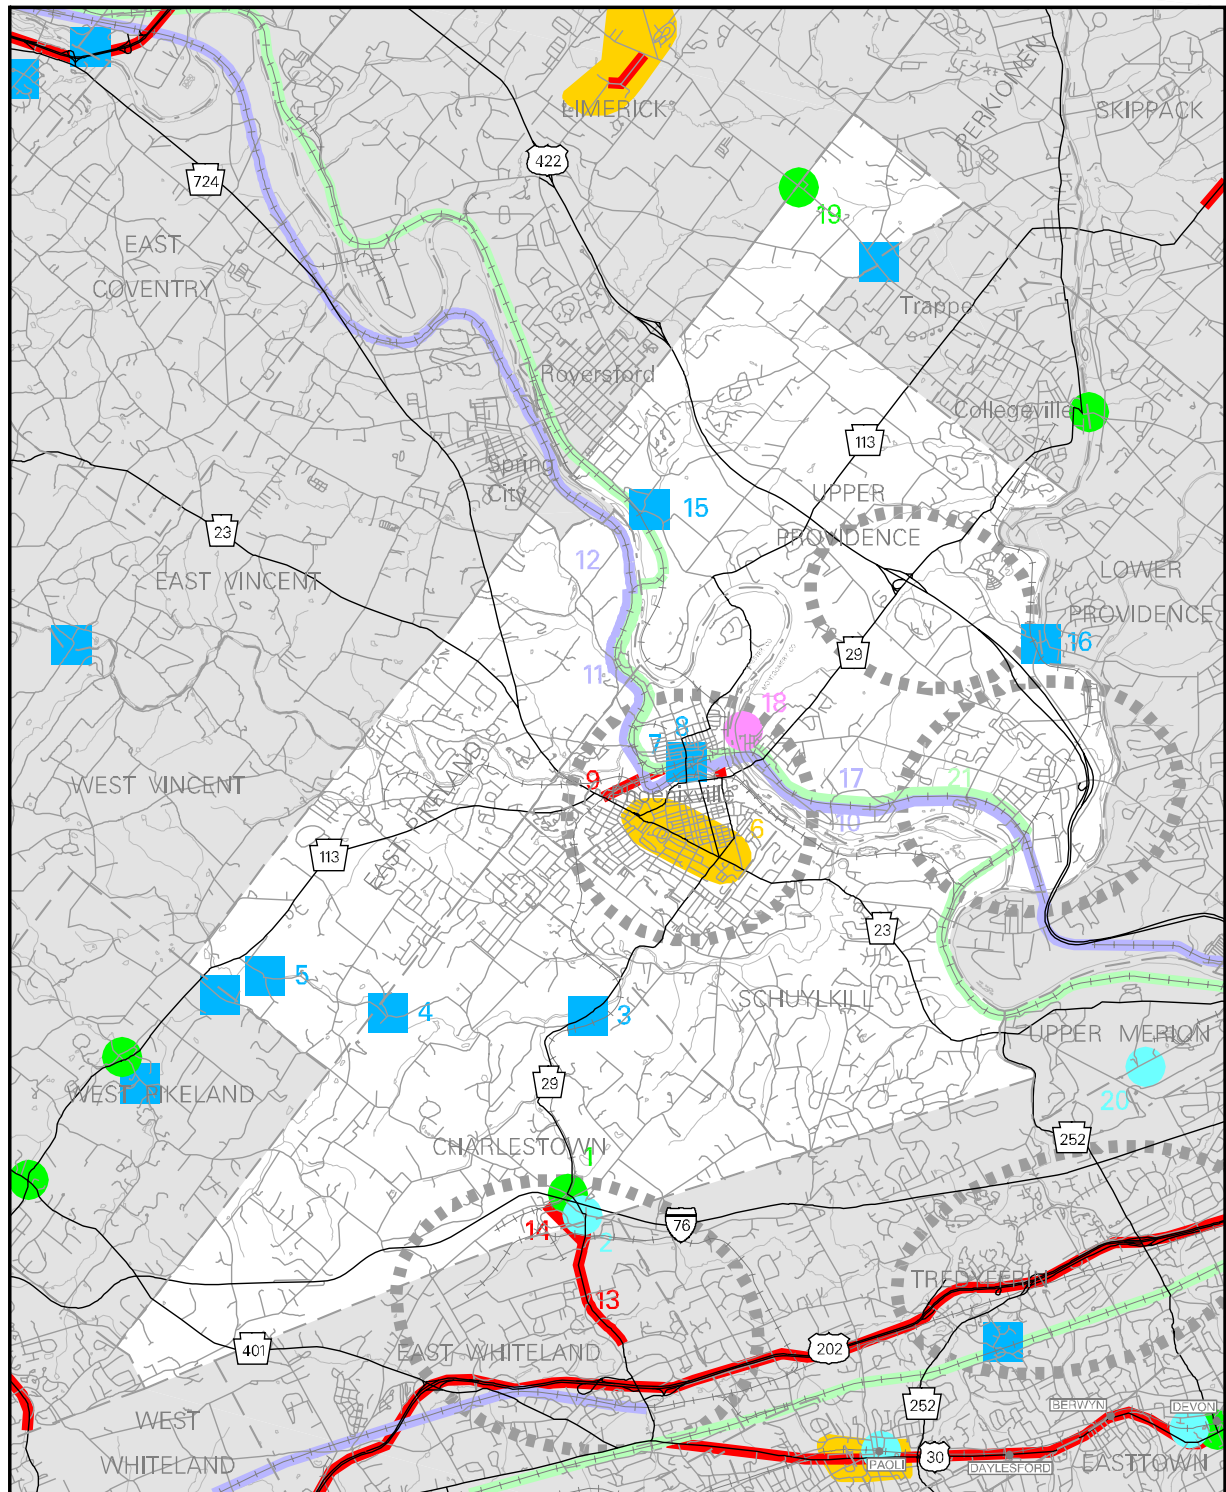 LIMERICK
PERKIOMEN
SKIPPACK
422
724
19
EAST
COVENTRY
Trappe
Royersford
Collegeville
113
Spring
City
UPPER
15
PROVIDENCE
23
12
EAST VINCENT
LOWER
PROVIDENCE
16
29
11
18
8
7
WEST VINCENT
9
17
21
10
6
113
23
5
4
3
SCHUYLKILL
UPPER MERION
29
20
WEST PIKELAND
252
CHARLESTOWN
1
14
76
2
TREDYFFRIN
13
401
EAST WHITELAND
202
252
BERWYN
DEVON
WEST
WHITELAND
PAOLI
30
DAYLESFORD
EASTTOWN